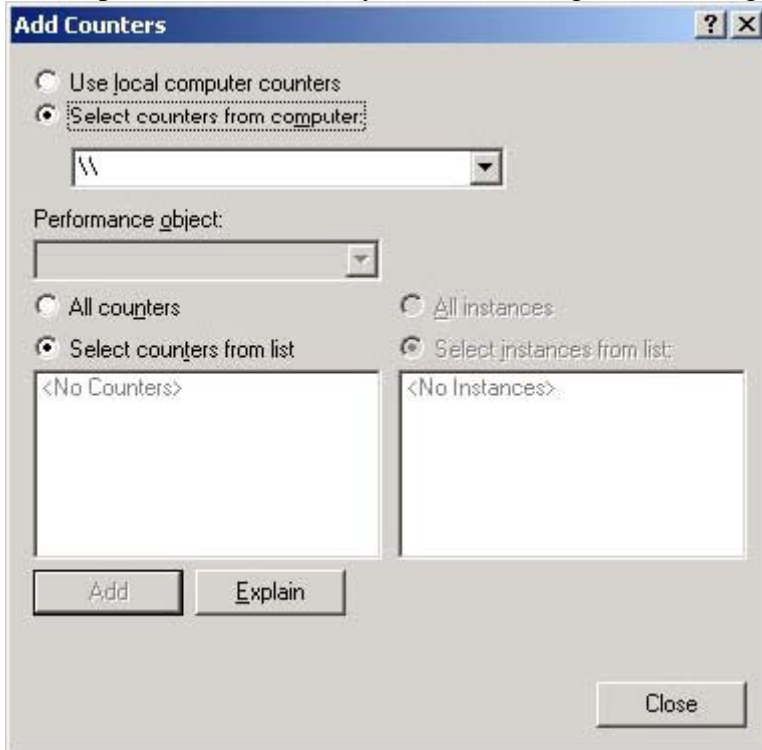 Add Counters
Use local computer counters
Select counters from computer:
\\
Performance object:
All counters
All instances
Select counters from list
Select instances from list:
<No Counters>
<No Instances>
Add
Explain
Close